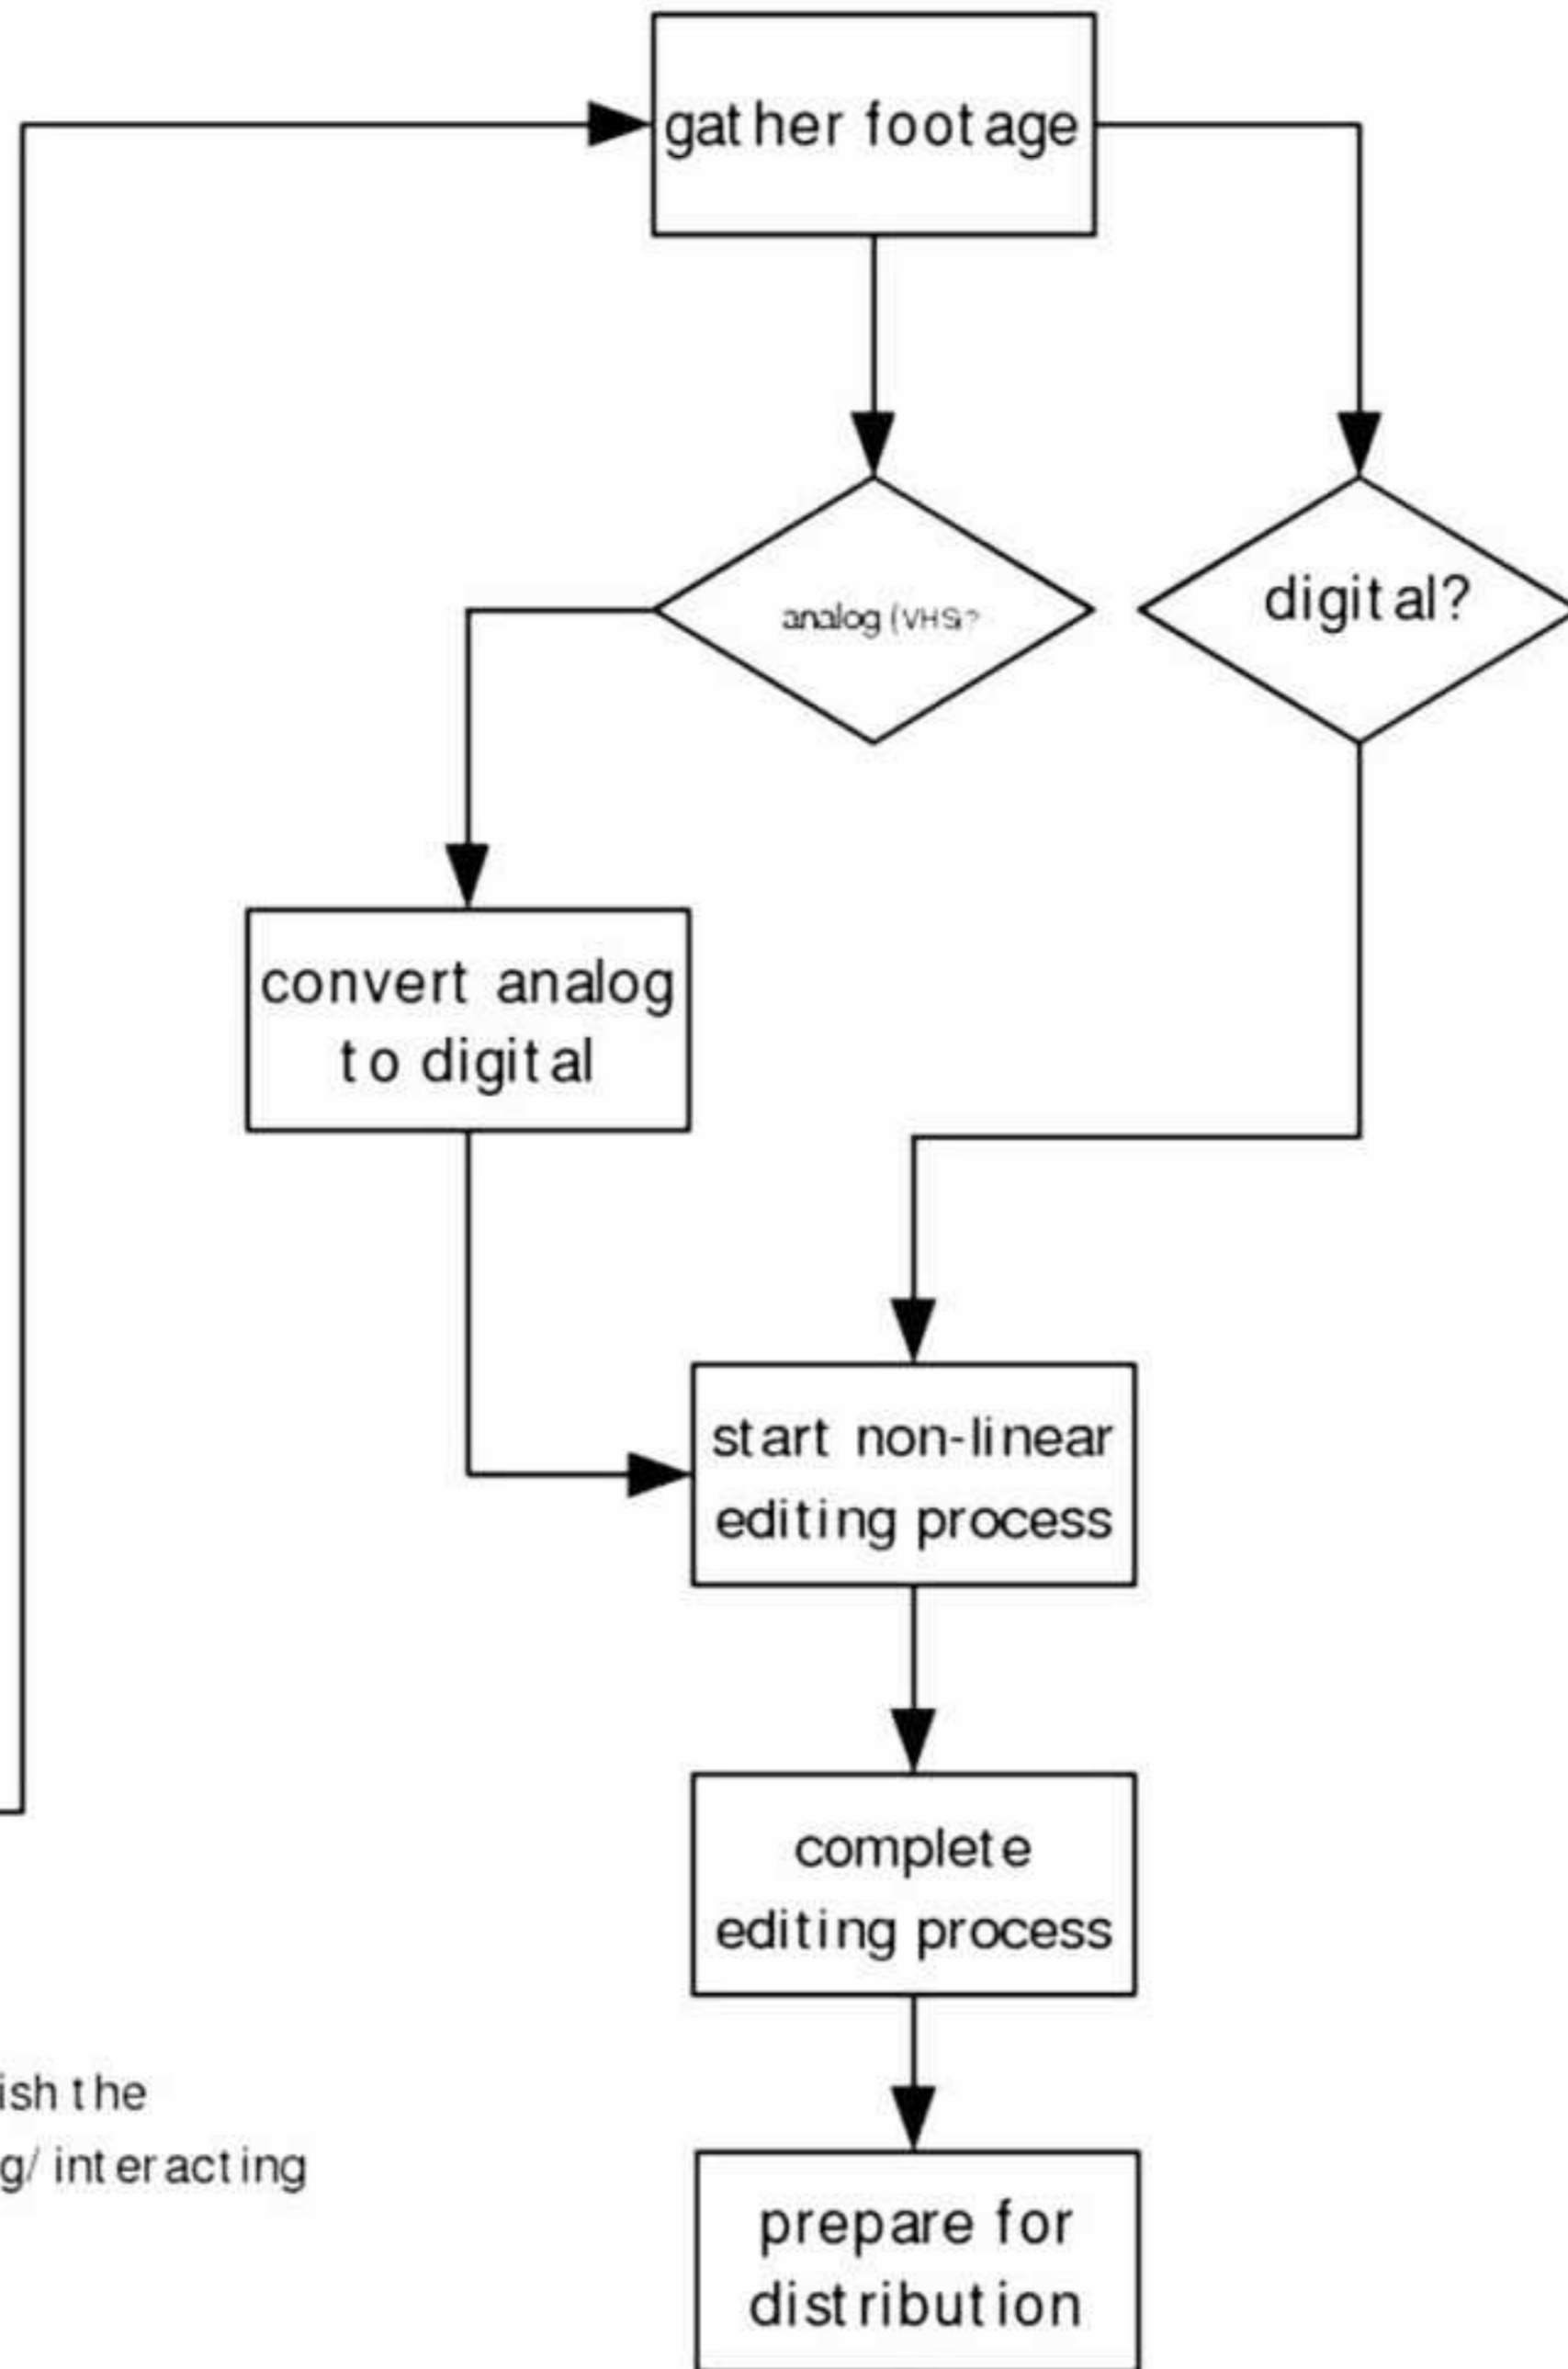 gather footage
analog (VHS)?
digital?
convert analog
to digital
start non-linear
editing process
complete
editing process
ish the
g/ interacting
prepare for
distribution